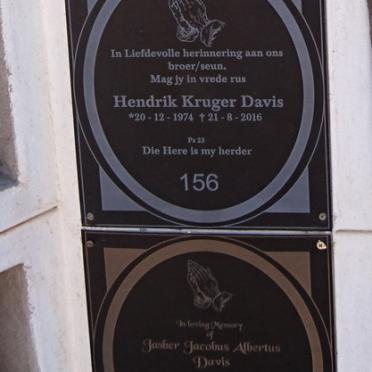 In Liefdevolle herinnering aan ons
broer/seun.
Mag jy in vrede rus
Hendrik Kruger Davis
*20 - 12 - 1974 † 21 - 8 - 2016
Ps 23
Die Here is my herder
156
In loving Memory
of
Jasher Jacobus Albertus
Davis